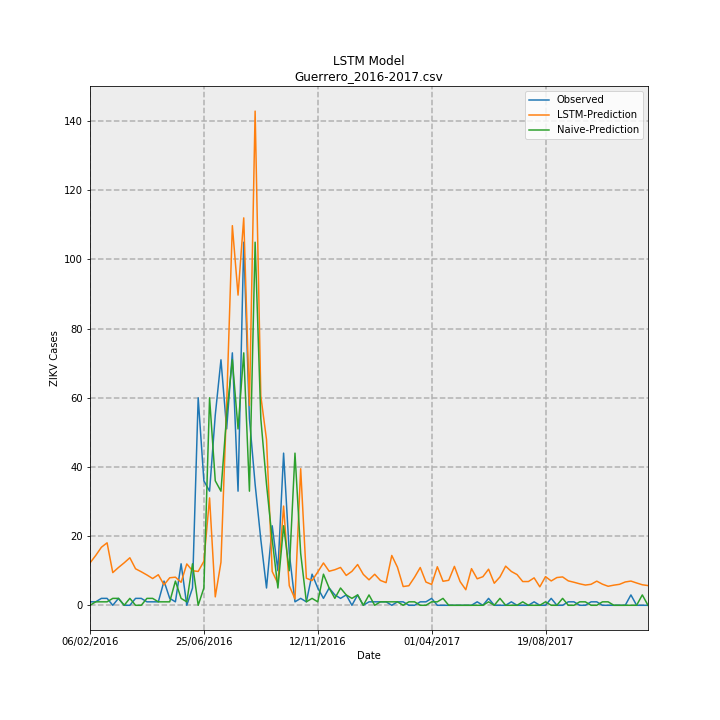 LSTM Model
Guerrero_2016-2017.csv
Observed
LSTM-Prediction
Naive-Prediction
140
120
100
80
60
40
20
0
ZIKV Cases
06/02/2016 25/06/2016 12/11/2016 01/04/2017 19/08/2017
Date